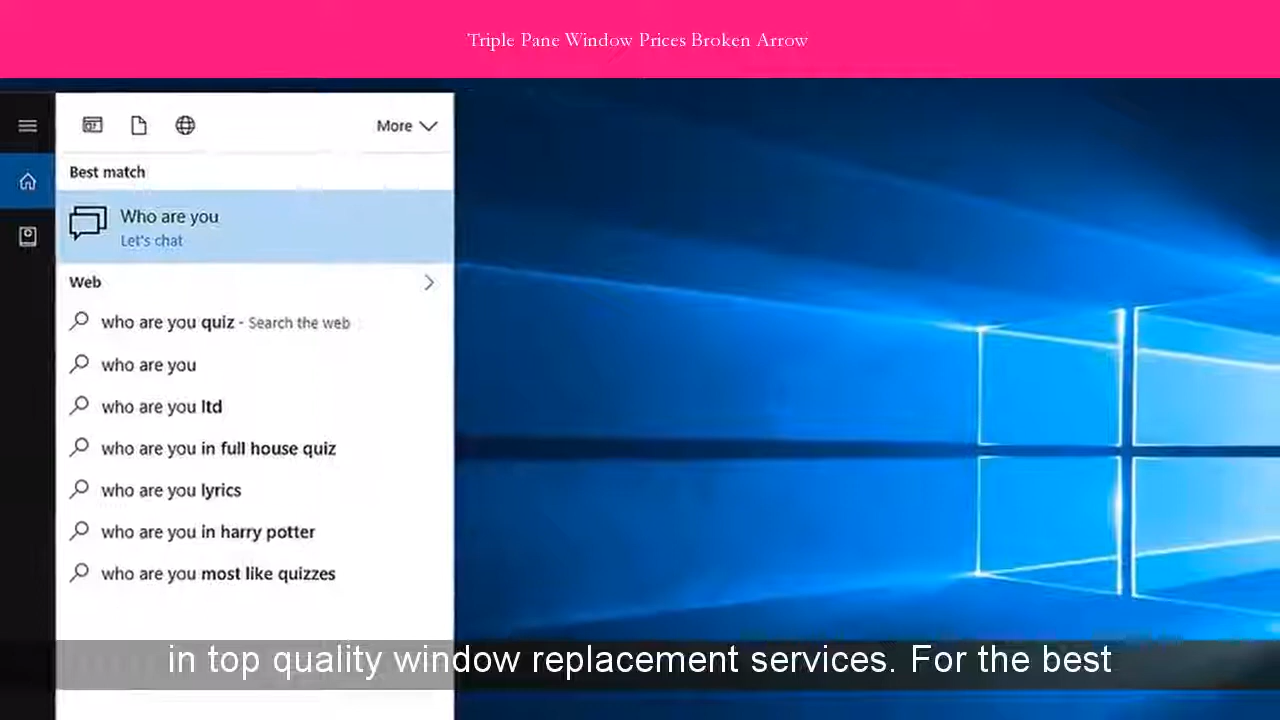 Triple Pane Window Prices Broken Arrow
More
Best match
Who are you
Let's chat
Web
who are you quiz - Search the web
who are you
who are you ltd
who are you in full house quiz
who are you lyrics
who are you in harry potter
who are you most like quizzes
in top quality window replacement services. For the best